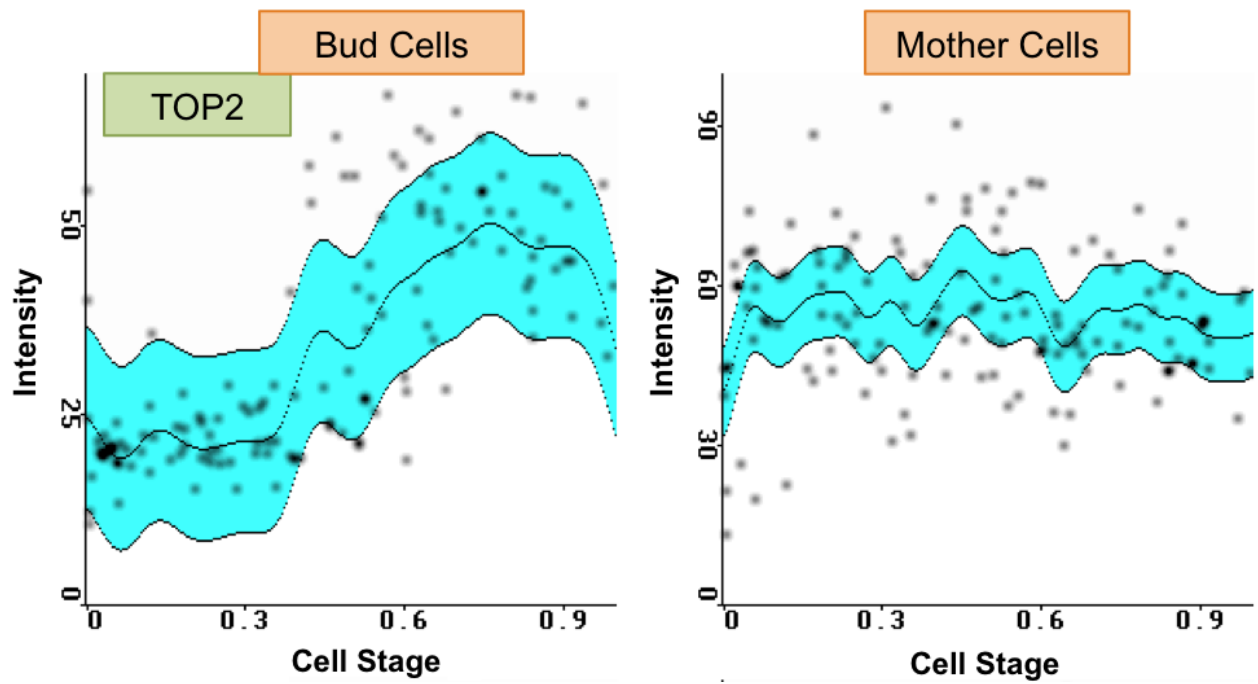 Bud Cells
TOP2
Intensity
50
25
0
0 0.3 0.6 0.9
Cell Stage
Mother Cells
Intensity
90
60
30
0
0 0.3 0.6 0.9
Cell Stage